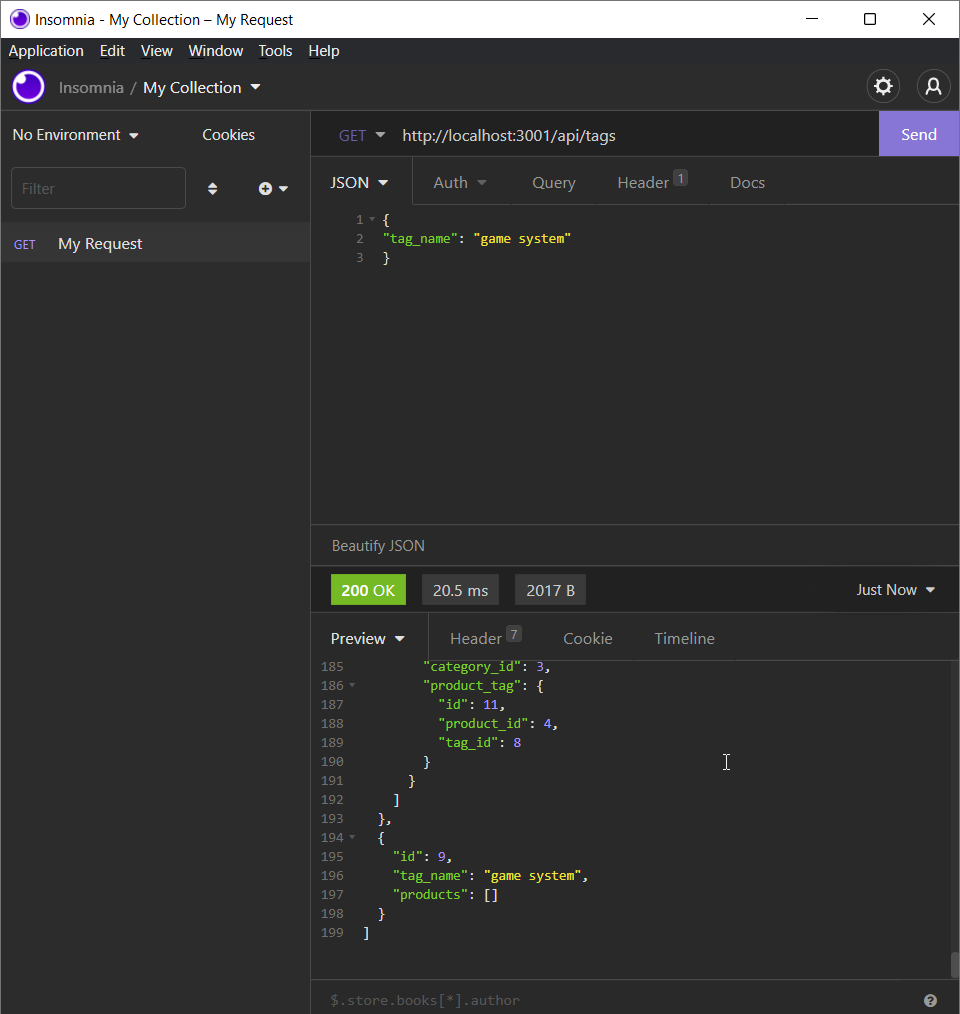 Insomnia - My Collection – My Request
Application Edit View Window Tools Help
Insomnia / My Collection
No Environment Cookies
GET http://localhost:3001/api/tags Send
Filter
JSON Auth Query Header 1 Docs
GET My Request
1 {
2 "tag_name": "game system"
3 }
Beautify JSON
200 OK 20.5 ms 2017 B Just Now
Preview Header 7 Cookie Timeline
185 "category_id": 3,
186 "product_tag": {
187 "id": 11,
188 "product_id": 4,
189 "tag_id": 8
190 }
191 }
192 ]
193 },
194 {
195 "id": 9,
196 "tag_name": "game system",
197 "products": []
198 }
199 ]
$.store.books[*].author